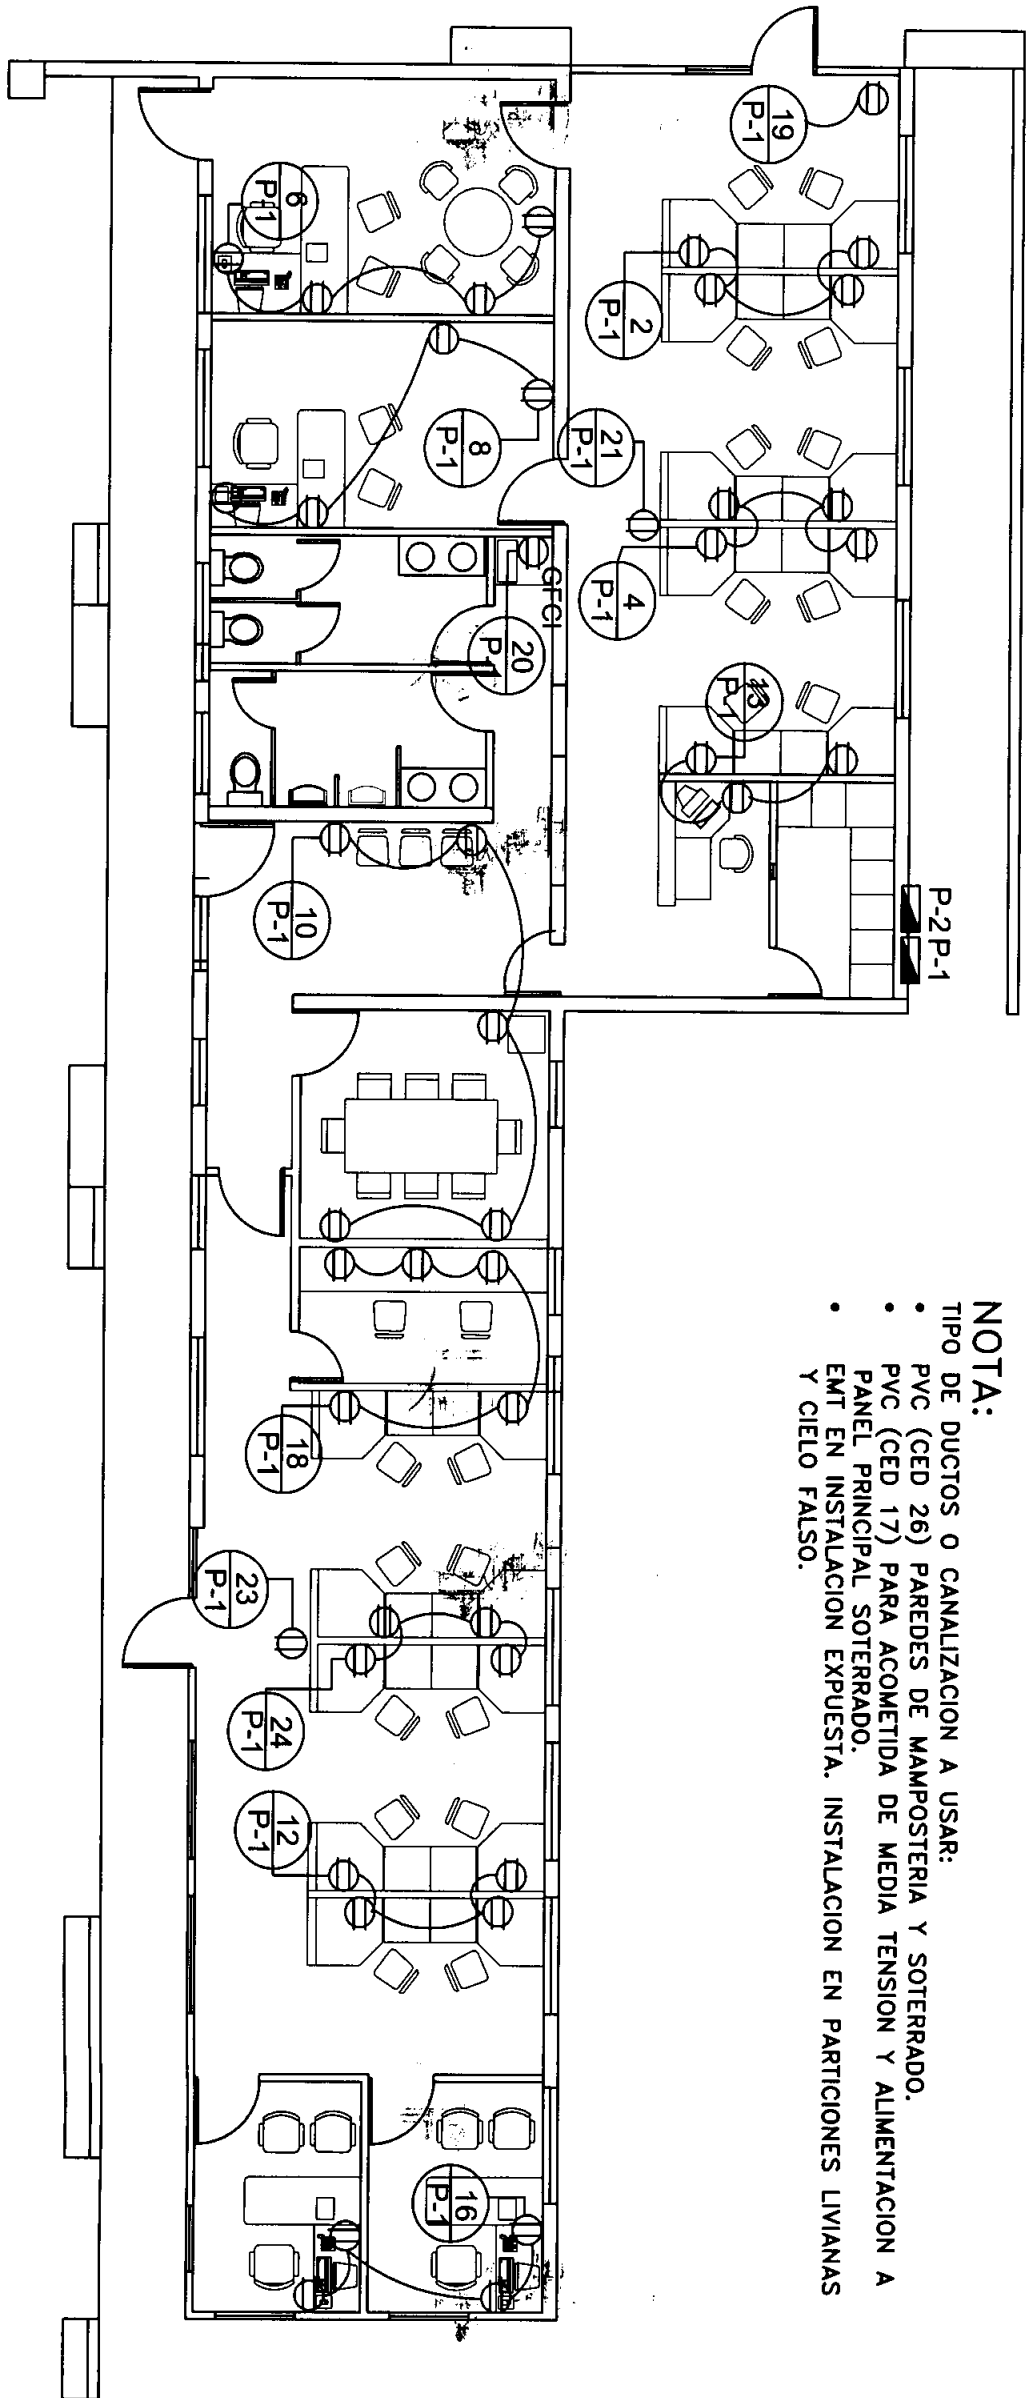 NOTA:
TIPO DE DUCTOS O CANALIZACION A USAR:
• PVC (CED 26) PAREDES DE MAMPOSTERIA Y SOTERRADO.
• PVC (CED 17) PARA ACOMETIDA DE MEDIA TENSION Y ALIMENTACION A
PANEL PRINCIPAL SOTERRADO.
• EMT EN INSTALACION EXPUESTA. INSTALACION EN PARTICIONES LIVIANAS
Y CIELO FALSO.
P-2 P-1
19
P-1
2
P-1
21
P-1
4
P-1
13
P-1
6
P-1
8
P-1
GFCI
20
P-1
10
P-1
18
P-1
23
P-1
24
P-1
12
P-1
16
P-1